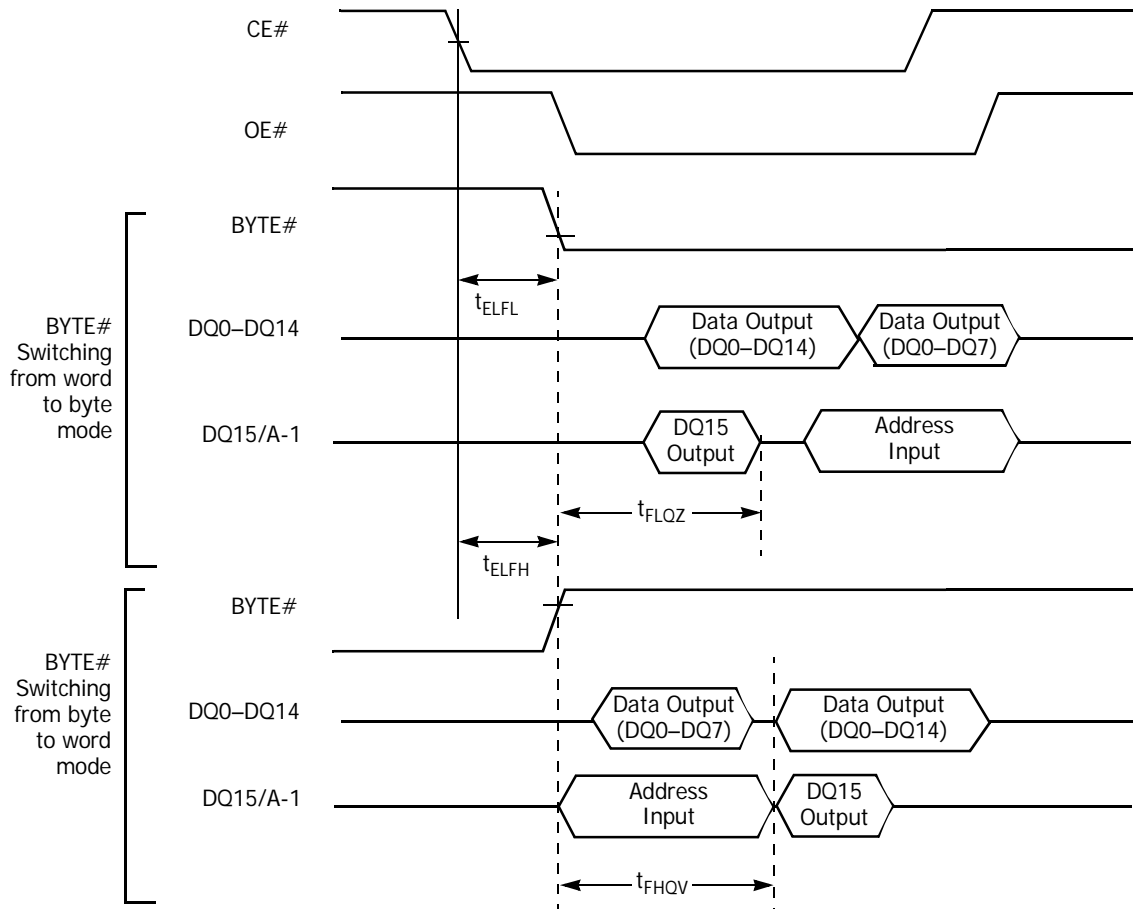 CE#
OE#
BYTE#
tELFL
BYTE#
Switching
from word
to byte
mode
DQ0–DQ14
Data Output
(DQ0–DQ14)
Data Output
(DQ0–DQ7)
DQ15/A-1
DQ15
Output
Address
Input
tFLQZ
tELFH
BYTE#
BYTE#
Switching
from byte
to word
mode
DQ0–DQ14
Data Output
(DQ0–DQ7)
Data Output
(DQ0–DQ14)
DQ15/A-1
Address
Input
DQ15
Output
tFHQV